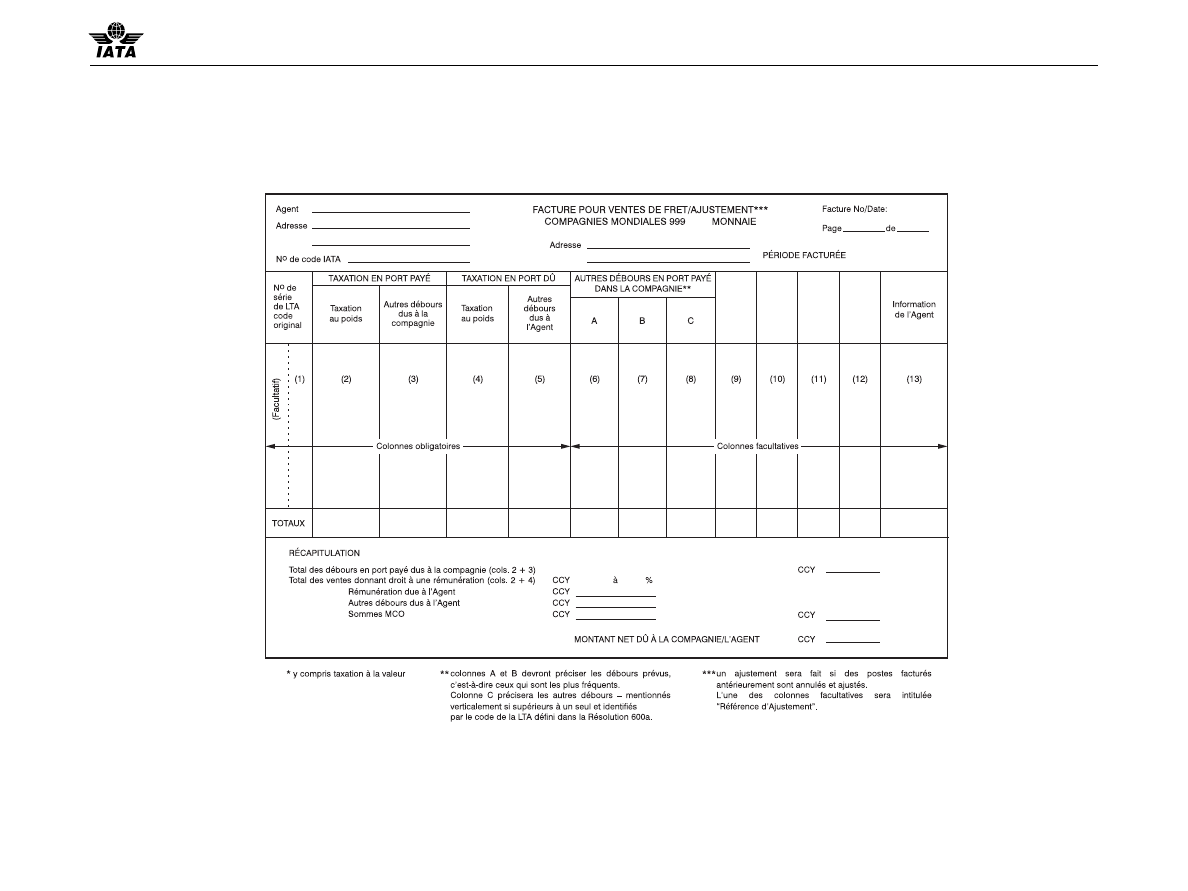 IATA
Agent
Adresse
Nº de code IATA
FACTURE POUR VENTES DE FRET/AJUSTEMENT***
COMPAGNIES MONDIALES 999 MONNAIE
Adresse
Facture No/Date:
Page de
PÉRIODE FACTURÉE
Nº de
série
de LTA
code
original
TAXATION EN PORT PAYÉ
Taxation
au poids
Autres débours
dus à la
compagnie
TAXATION EN PORT DÛ
Taxation
au poids
Autres
débours
dus à
l'Agent
AUTRES DÉBOURS EN PORT PAYÉ
DANS LA COMPAGNIE**
A B C
Information
de l'Agent
(Facultatif)
(1) (2) (3) (4) (5) (6) (7) (8) (9) (10) (11) (12) (13)
Colonnes obligatoires
Colonnes facultatives
TOTAUX
RÉCAPITULATION
Total des débours en port payé dus à la compagnie (cols. 2 + 3) CCY
Total des ventes donnant droit à une rémunération (cols. 2 + 4) CCY à %
Rémunération due à l'Agent CCY
Autres débours dus à l'Agent CCY
Sommes MCO CCY CCY
MONTANT NET DÛ À LA COMPAGNIE/L'AGENT CCY
* y compris taxation à la valeur
** colonnes A et B devront préciser les débours prévus,
c'est-à-dire ceux qui sont les plus fréquents.
Colonne C précisera les autres débours – mentionnés
verticalement si supérieurs à un seul et identifiés
par le code de la LTA défini dans la Résolution 600a.
***un ajustement sera fait si des postes facturés
antérieurement sont annulés et ajustés.
L'une des colonnes facultatives sera intitulée
"Référence d'Ajustement".